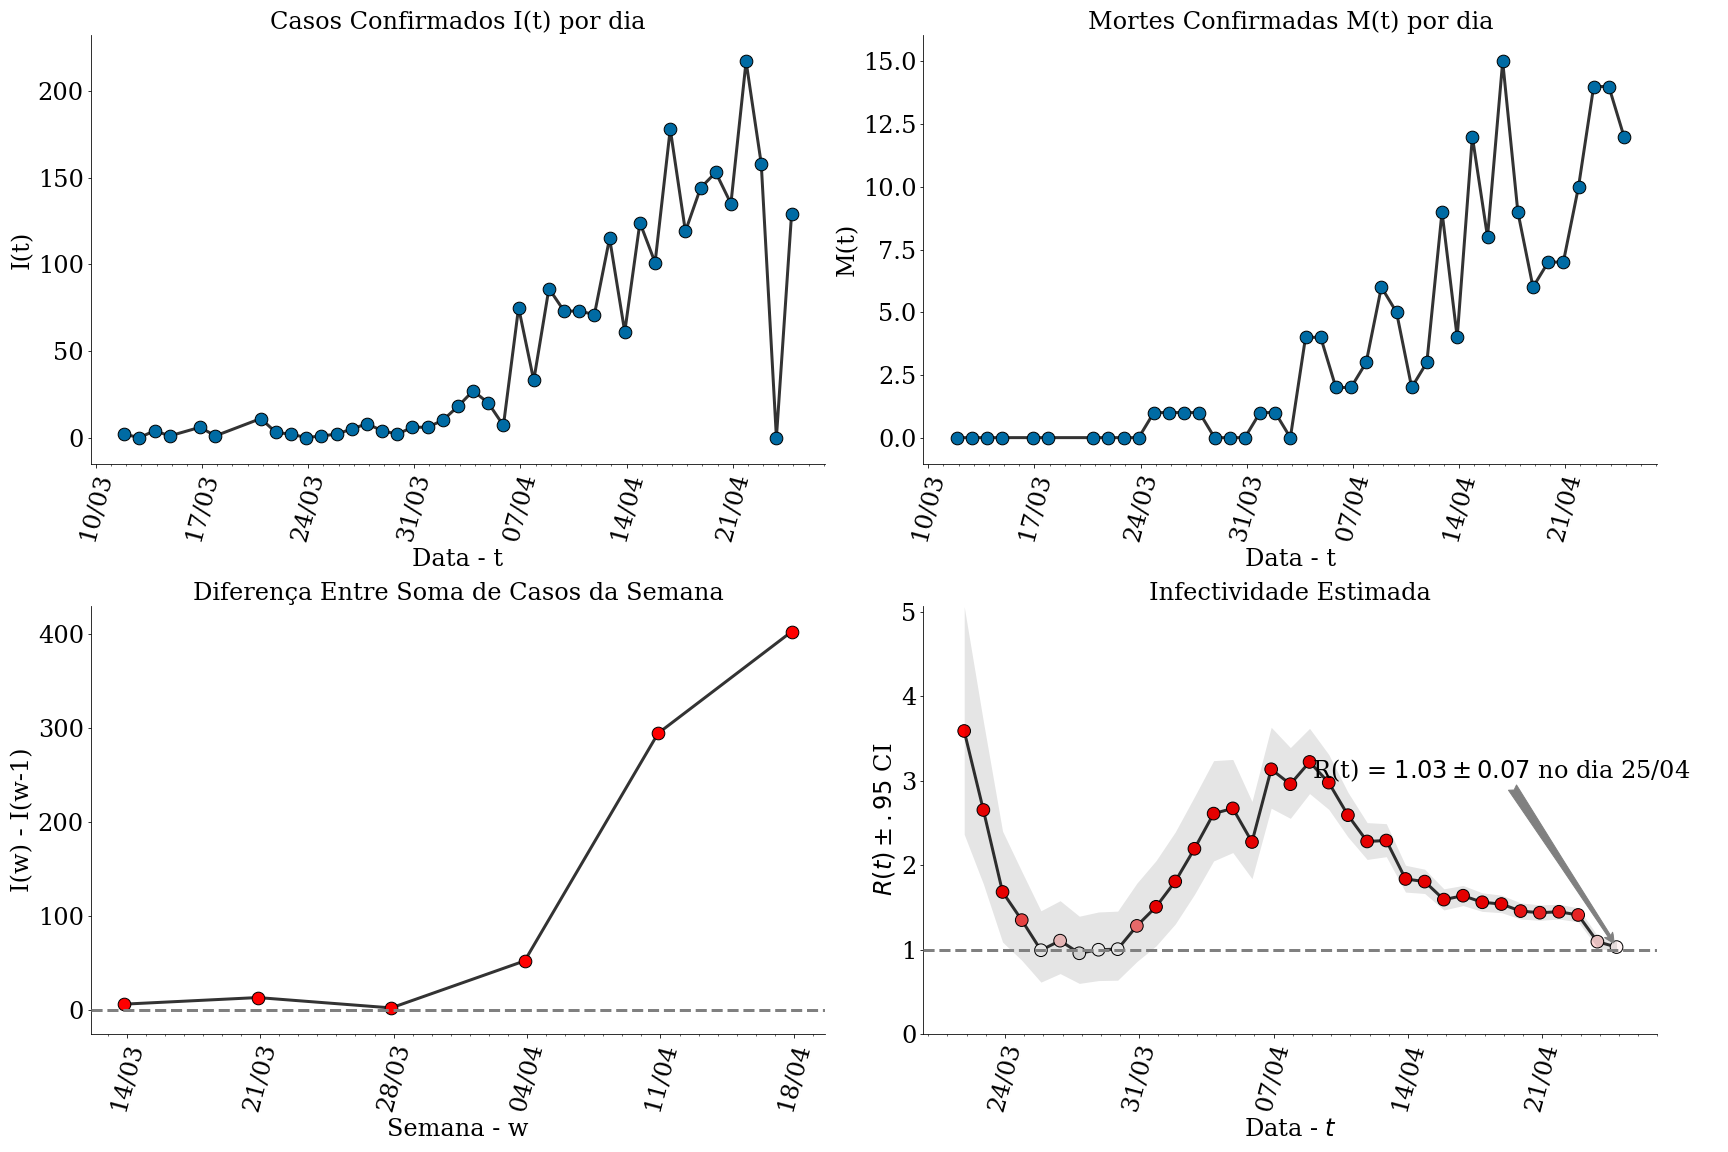 Casos Confirmados I(t) por dia
I(t)
200
150
100
50
0
10/03 17/03 24/03 31/03 07/04 14/04 21/04
Data - t
Mortes Confirmadas M(t) por dia
M(t)
15.0
12.5
10.0
7.5
5.0
2.5
0.0
10/03 17/03 24/03 31/03 07/04 14/04 21/04
Data - t
Diferença Entre Soma de Casos da Semana
I(w) - I(w-1)
400
300
200
100
0
14/03 21/03 28/03 04/04 11/04 18/04
Semana - w
Infectividade Estimada
R(t) ± .95 CI
5
4
3
2
1
0
R(t) = 1.03 ± 0.07 no dia 25/04
24/03 31/03 07/04 14/04 21/04
Data - t